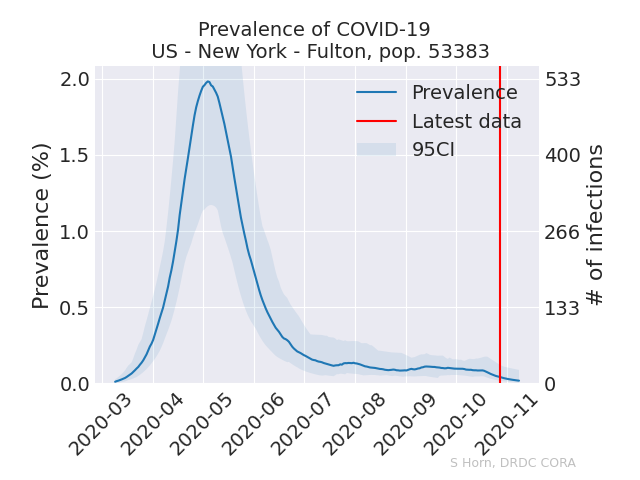 Prevalence of COVID-19
US - New York - Fulton, pop. 53383
Prevalence (%)
2.0
1.5
1.0
0.5
0.0
Prevalence
Latest data
95CI
533
400
266
133
0
# of infections
2020-03
2020-04
2020-05
2020-06
2020-07
2020-08
2020-09
2020-10
2020-11
S Horn, DRDC CORA